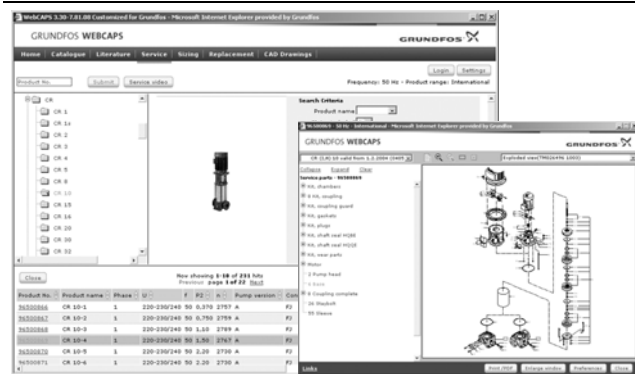 WebCAPS 3.30-7.01.00 Customized for Grundfos - Microsoft Internet Explorer provided by Grundfos
GRUNDFOS WEBCAPS
GRUNDFOS
Home Catalogue Literature Service Sizing Replacement CAD Drawings
Login Settings
Product No. Submit Service video
Frequency: 50 Hz - Product range: International
CR
CR 1
CR 1s
CR 2
CR 3
CR 4
CR 5
CR 8
CR 10
CR 15
CR 16
CR 20
CR 30
CR 32
Search Criteria
Product name
Close
Now showing 1-10 of 211 hits
Previous page 1 of 22 Next
Product No. Product name Phase U f P2 n Pump version
96500866 CR 10-1 1 220-230/240 50 0,370 2757 A FJ
96500867 CR 10-2 1 220-230/240 50 0,750 2759 A FJ
96500868 CR 10-3 1 220-230/240 50 1,10 2789 A FJ
CR 10-4 1 220-230/240 50 1,50 2767 A FJ
96500870 CR 10-5 1 220-230/240 50 2,20 2730 A FJ
96500871 CR 10-6 1 220-230/240 50 2,20 2730 A FJ
96500869 - 50 Hz - International - Microsoft Internet Explorer provided by Grundfos
GRUNDFOS WEBCAPS
GRUNDFOS
Collapse Expand Clear
Service parts - 96500869
Kit, chambers
Kit, coupling
Kit, coupling guard
Kit, gaskets
Kit, plugs
Kit, shaft seal HQBE
Kit, wear parts
Motor
2 Pump head
6 Base
8 Coupling complete
26 Staybolt
55 Sleeve
Links
Print /PDF Enlarge window Preferences Close